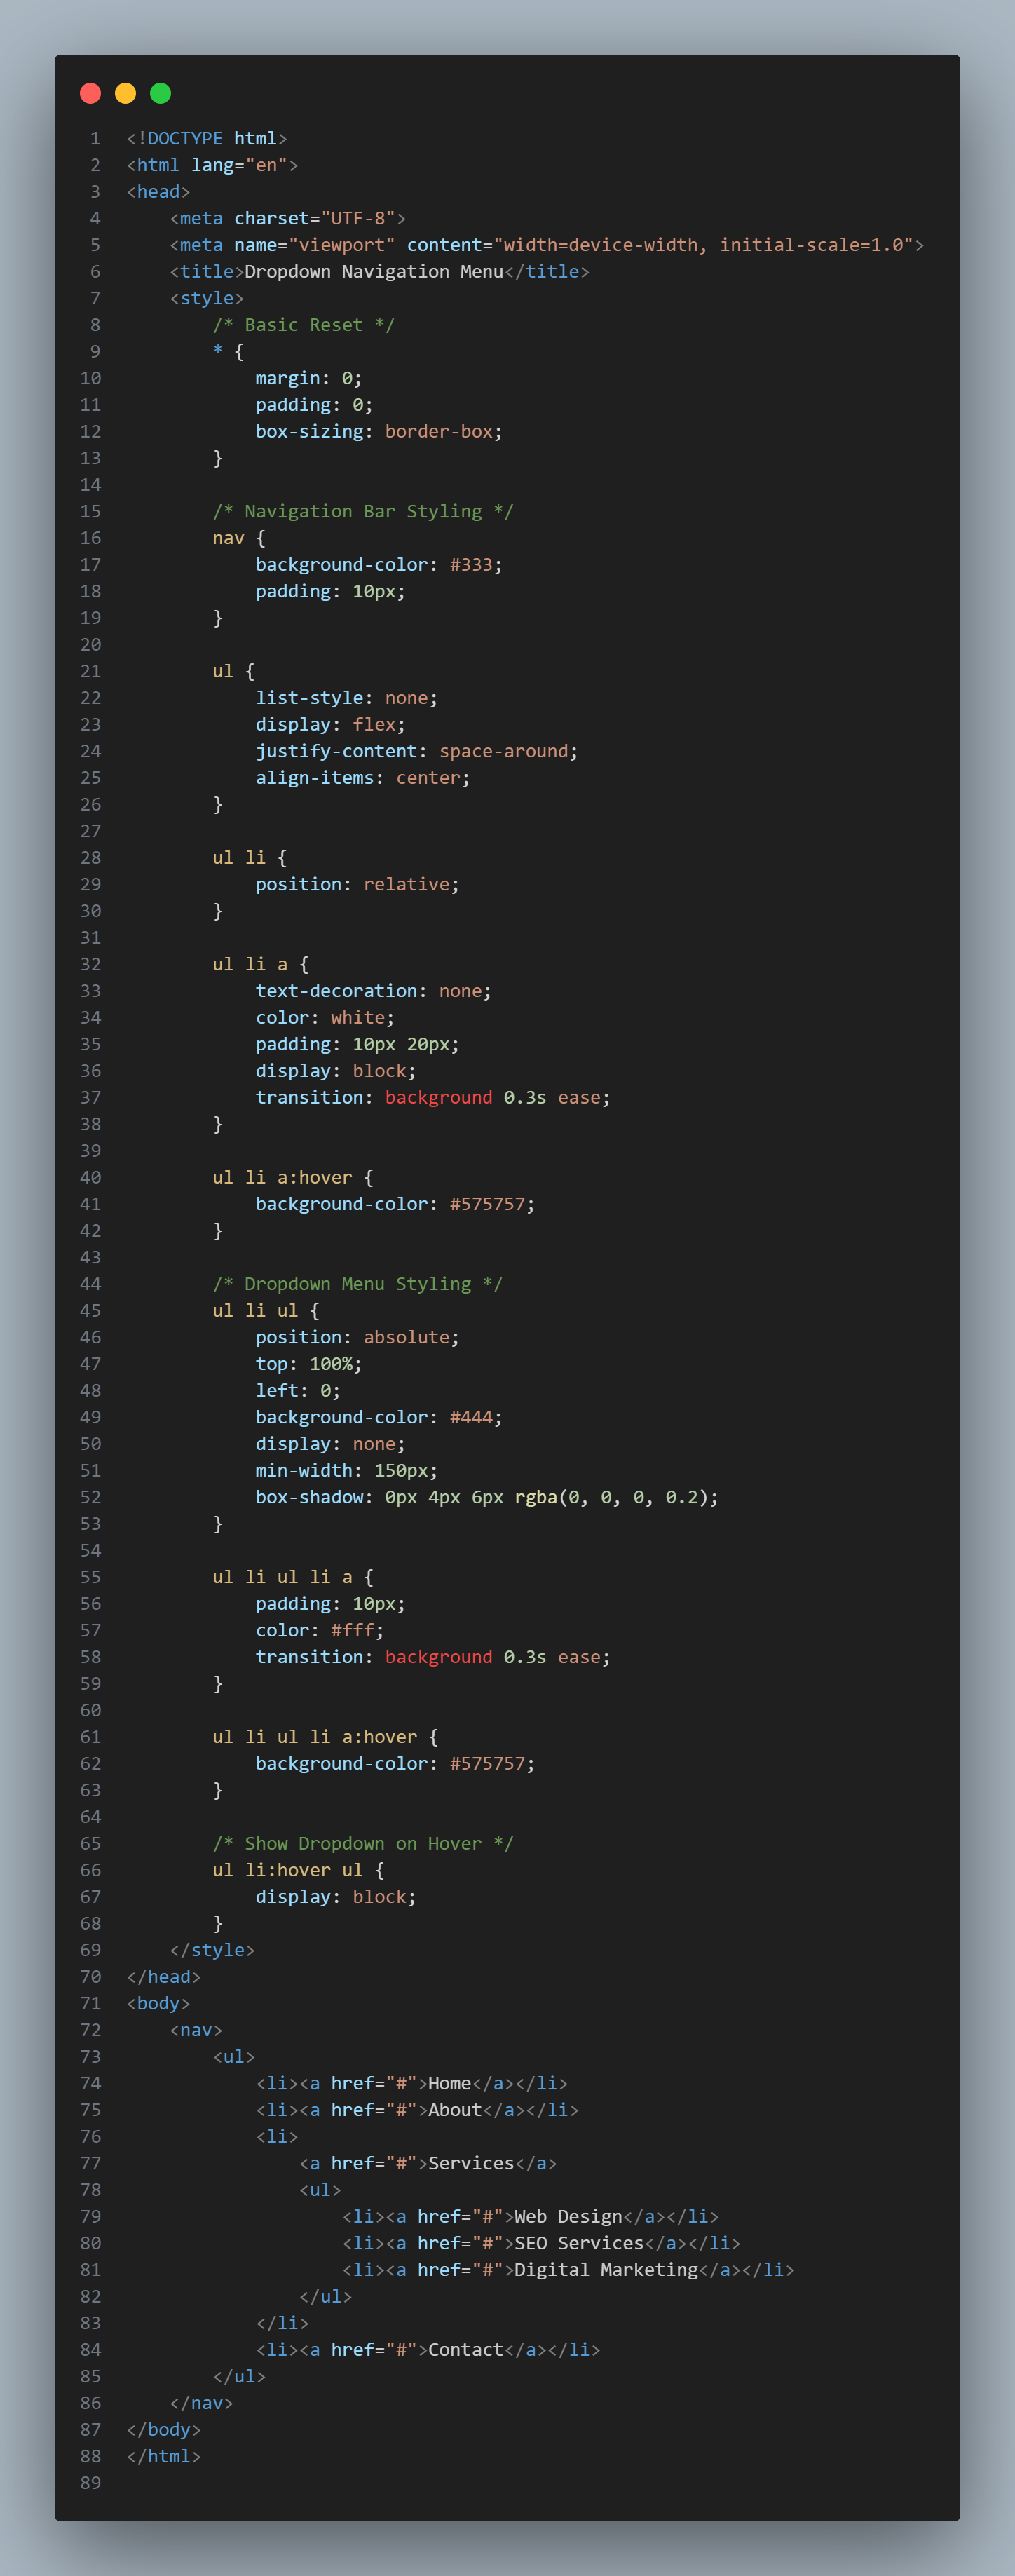 1 <!DOCTYPE html>
2 <html lang="en">
3 <head>
4     <meta charset="UTF-8">
5     <meta name="viewport" content="width=device-width, initial-scale=1.0">
6     <title>Dropdown Navigation Menu</title>
7     <style>
8         /* Basic Reset */
9         * {
10             margin: 0;
11             padding: 0;
12             box-sizing: border-box;
13         }
14
15         /* Navigation Bar Styling */
16         nav {
17             background-color: #333;
18             padding: 10px;
19         }
20
21         ul {
22             list-style: none;
23             display: flex;
24             justify-content: space-around;
25             align-items: center;
26         }
27
28         ul li {
29             position: relative;
30         }
31
32         ul li a {
33             text-decoration: none;
34             color: white;
35             padding: 10px 20px;
36             display: block;
37             transition: background 0.3s ease;
38         }
39
40         ul li a:hover {
41             background-color: #575757;
42         }
43
44         /* Dropdown Menu Styling */
45         ul li ul {
46             position: absolute;
47             top: 100%;
48             left: 0;
49             background-color: #444;
50             display: none;
51             min-width: 150px;
52             box-shadow: 0px 4px 6px rgba(0, 0, 0, 0.2);
53         }
54
55         ul li ul li a {
56             padding: 10px;
57             color: #fff;
58             transition: background 0.3s ease;
59         }
60
61         ul li ul li a:hover {
62             background-color: #575757;
63         }
64
65         /* Show Dropdown on Hover */
66         ul li:hover ul {
67             display: block;
68         }
69     </style>
70 </head>
71 <body>
72     <nav>
73         <ul>
74             <li><a href="#">Home</a></li>
75             <li><a href="#">About</a></li>
76             <li>
77                 <a href="#">Services</a>
78                 <ul>
79                     <li><a href="#">Web Design</a></li>
80                     <li><a href="#">SEO Services</a></li>
81                     <li><a href="#">Digital Marketing</a></li>
82                 </ul>
83             </li>
84             <li><a href="#">Contact</a></li>
85         </ul>
86     </nav>
87 </body>
88 </html>
89